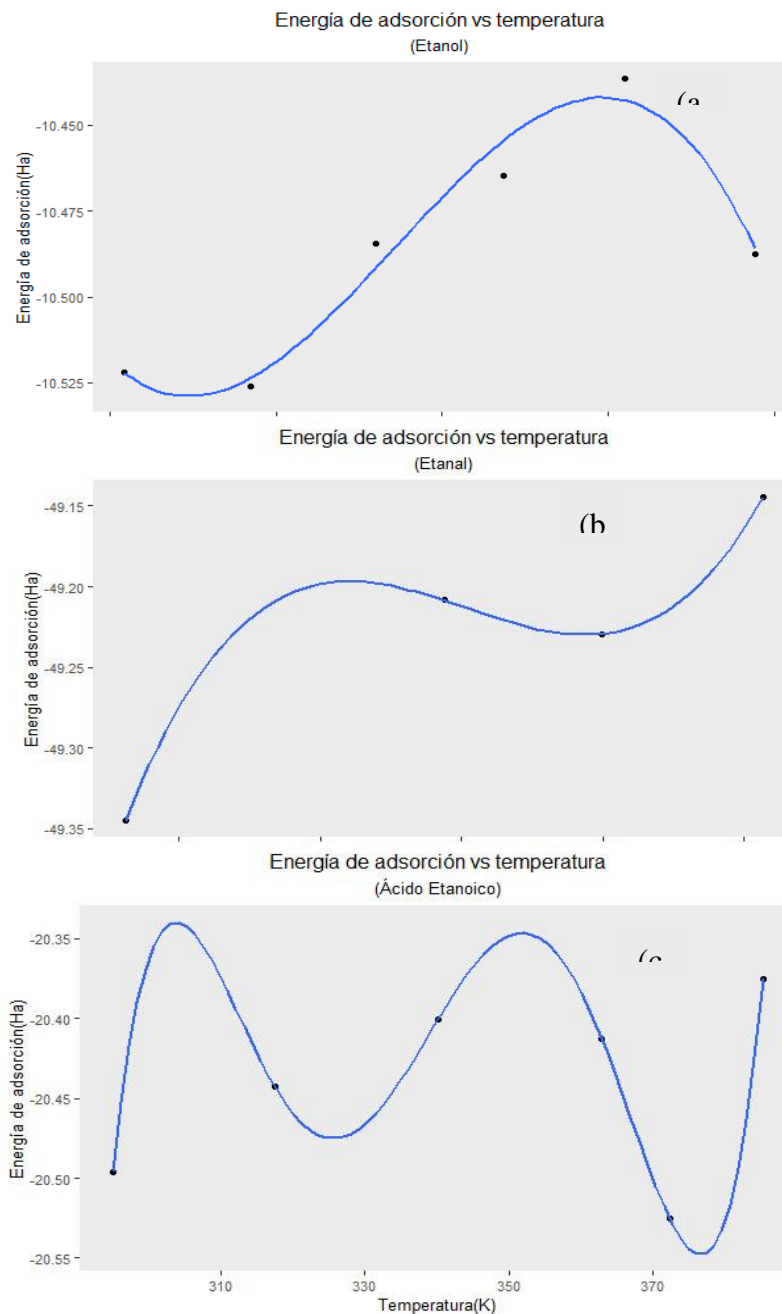 Energía de adsorción vs temperatura
(Etanol)
(a
Energía de adsorción(Ha)
-10.450
-10.475
-10.500
-10.525
Energía de adsorción vs temperatura
(Etanal)
(b
Energía de adsorción(Ha)
-49.15
-49.20
-49.25
-49.30
-49.35
Energía de adsorción vs temperatura
(Ácido Etanoico)
(c
Energía de adsorción(Ha)
-20.35
-20.40
-20.45
-20.50
-20.55
310 330 350 370
Temperatura(K)